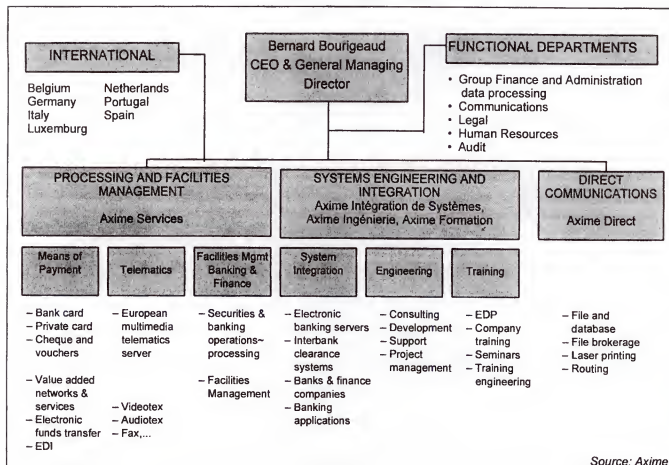 INTERNATIONAL
Belgium
Germany
Italy
Luxemburg
Netherlands
Portugal
Spain
Bernard Bourigeaud
CEO & General Managing
Director
FUNCTIONAL DEPARTMENTS
• Group Finance and Administration
data processing
• Communications
• Legal
• Human Resources
• Audit
PROCESSING AND FACILITIES
MANAGEMENT
Axime Services
SYSTEMS ENGINEERING AND
INTEGRATION
Axime Intégration de Systèmes,
Axime Ingénierie, Axime Formation
DIRECT
COMMUNICATIONS
Axime Direct
Means of
Payment
– Bank card
– Private card
– Cheque and
vouchers
– Value added
networks &
services
– Electronic
funds transfer
– EDI
Telematics
– European
multimedia
telematics
server
– Videotex
– Audiotex
– Fax,...
Facilities Mgmt
Banking &
Finance
– Securities &
banking
operations~
processing
– Facilities
Management
System
Integration
– Electronic
banking servers
– Interbank
clearance
systems
– Banks & finance
companies
– Banking
applications
Engineering
– Consulting
– Development
– Support
– Project
management
Training
– EDP
– Company
training
– Seminars
– Training
engineering
– File and
database
– File brokerage
– Laser printing
– Routing
Source: Axime